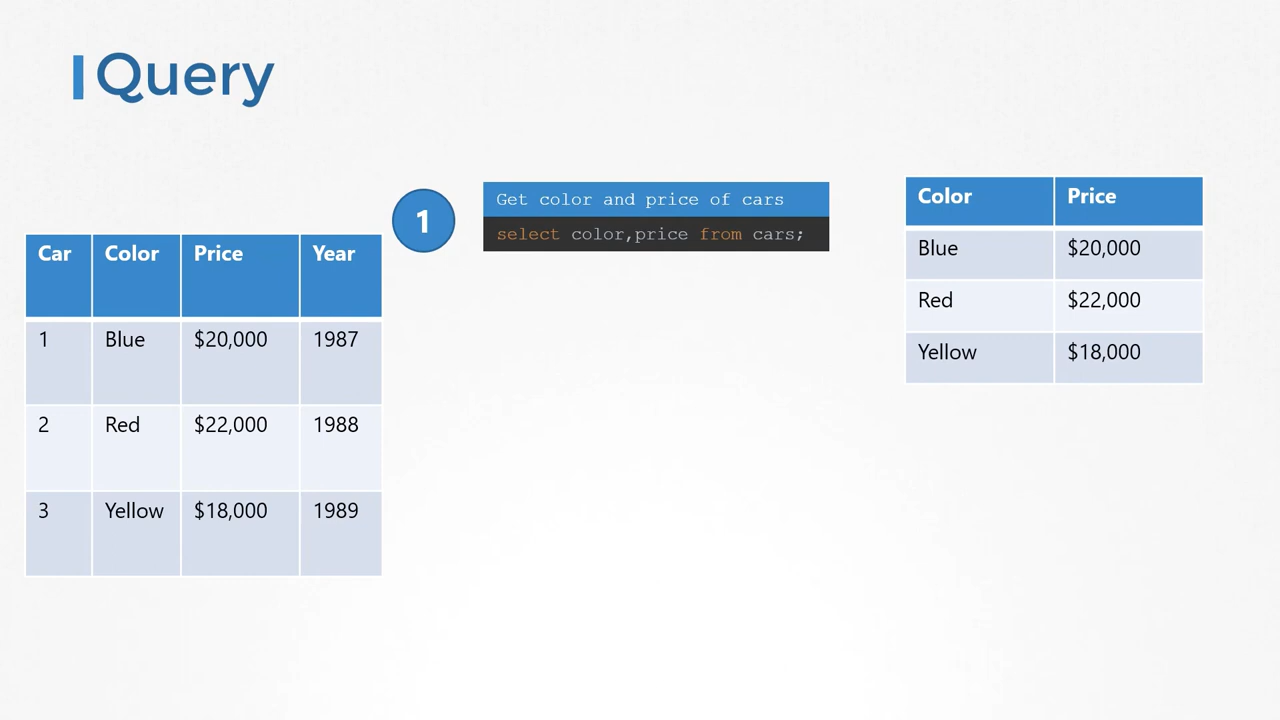 Query
Car Color Price Year
1 Blue $20,000 1987
2 Red $22,000 1988
3 Yellow $18,000 1989
1
Get color and price of cars
select color,price from cars;
Color Price
Blue $20,000
Red $22,000
Yellow $18,000